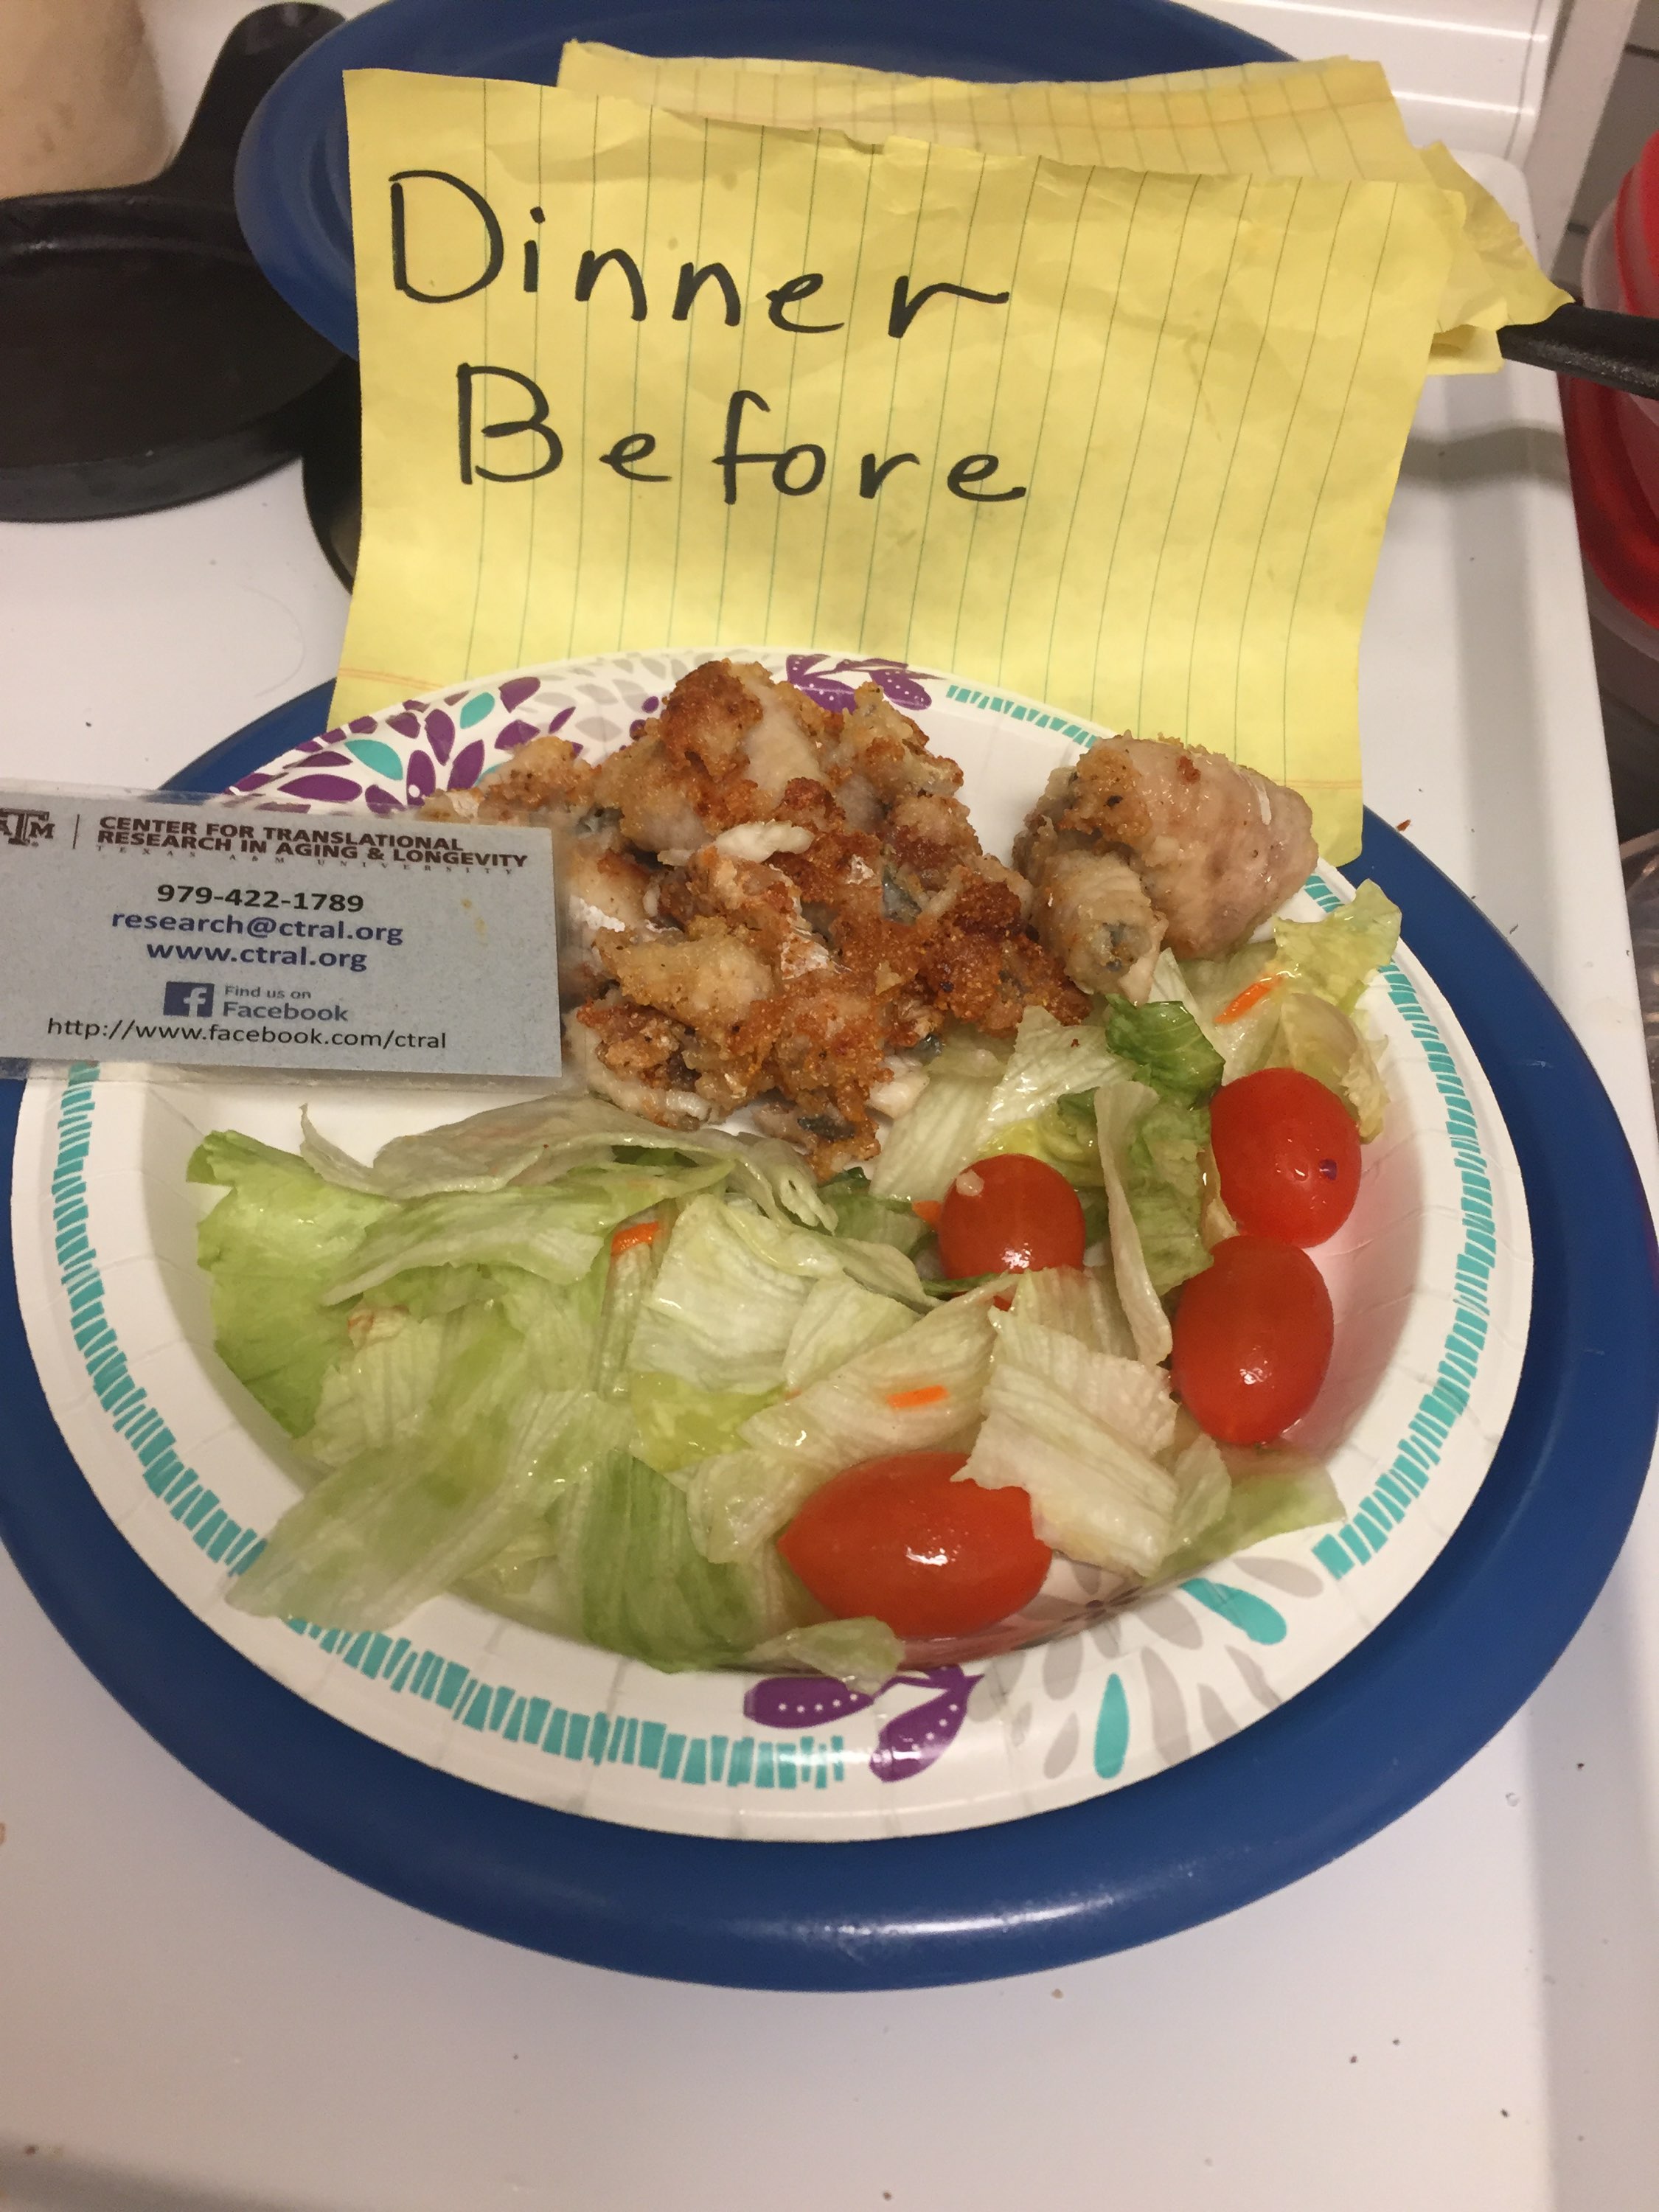 Dinner
Before
ATM | CENTER FOR TRANSLATIONAL
RESEARCH IN AGING & LONGEVITY
TEXAS A&M UNIVERSITY
979-422-1789
research@ctral.org
www.ctral.org
f Find us on
Facebook
http://www.facebook.com/ctral